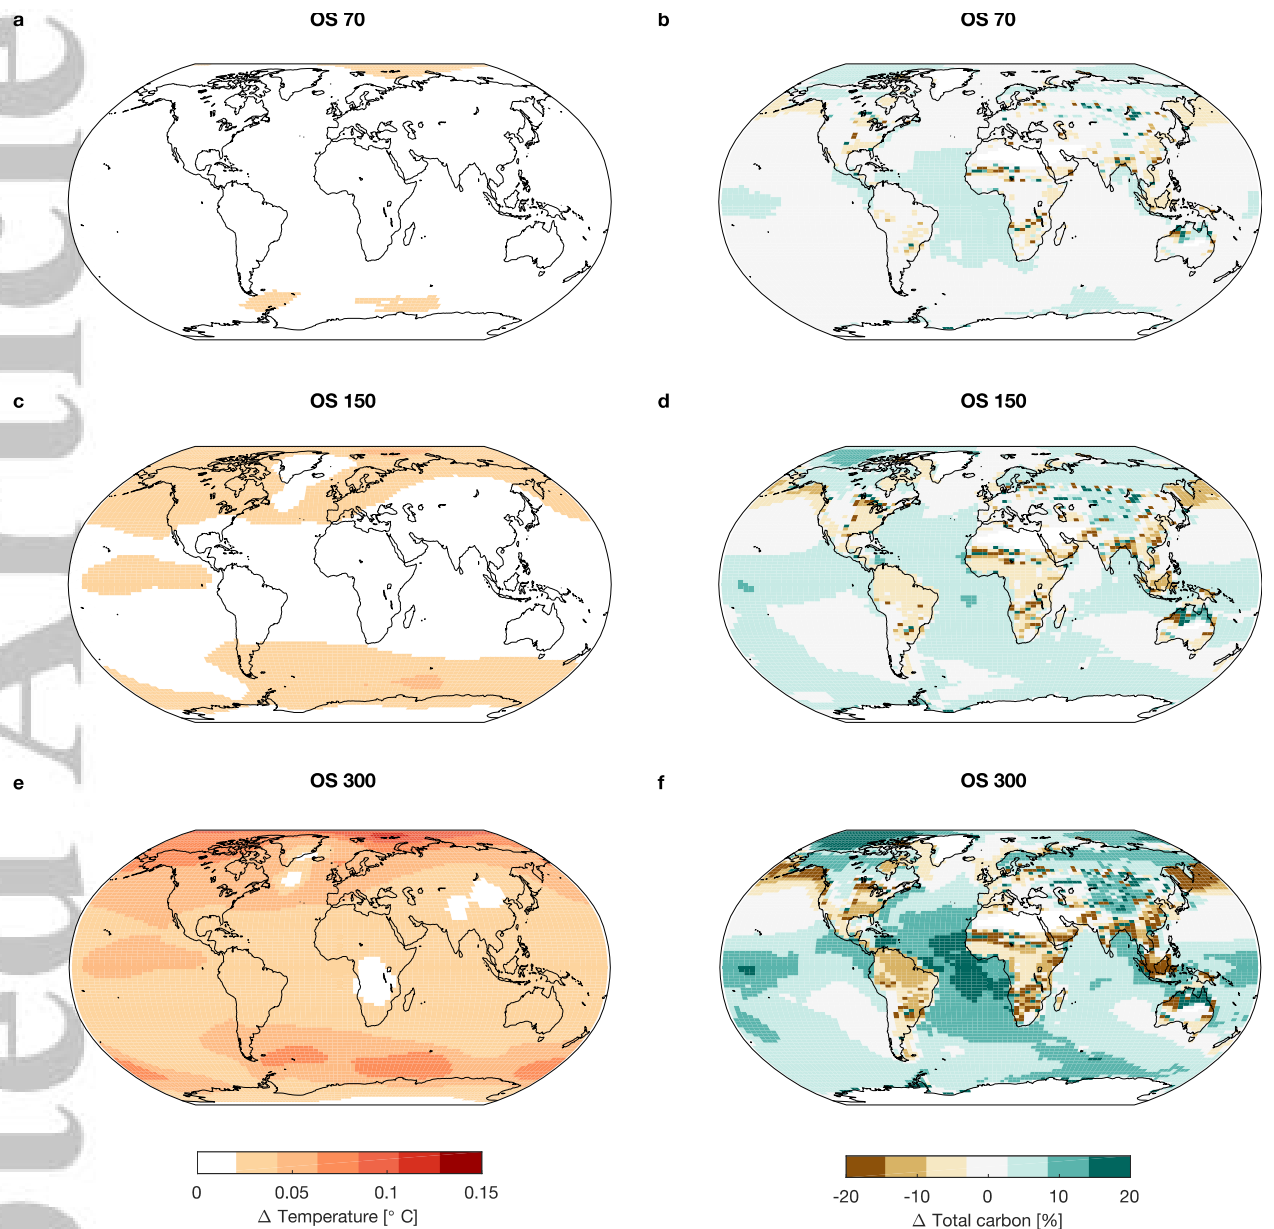 a OS 70
b OS 70
c OS 150
d OS 150
e OS 300
f OS 300
0 0.05 0.1 0.15
Δ Temperature [° C]
-20 -10 0 10 20
Δ Total carbon [%]
Article